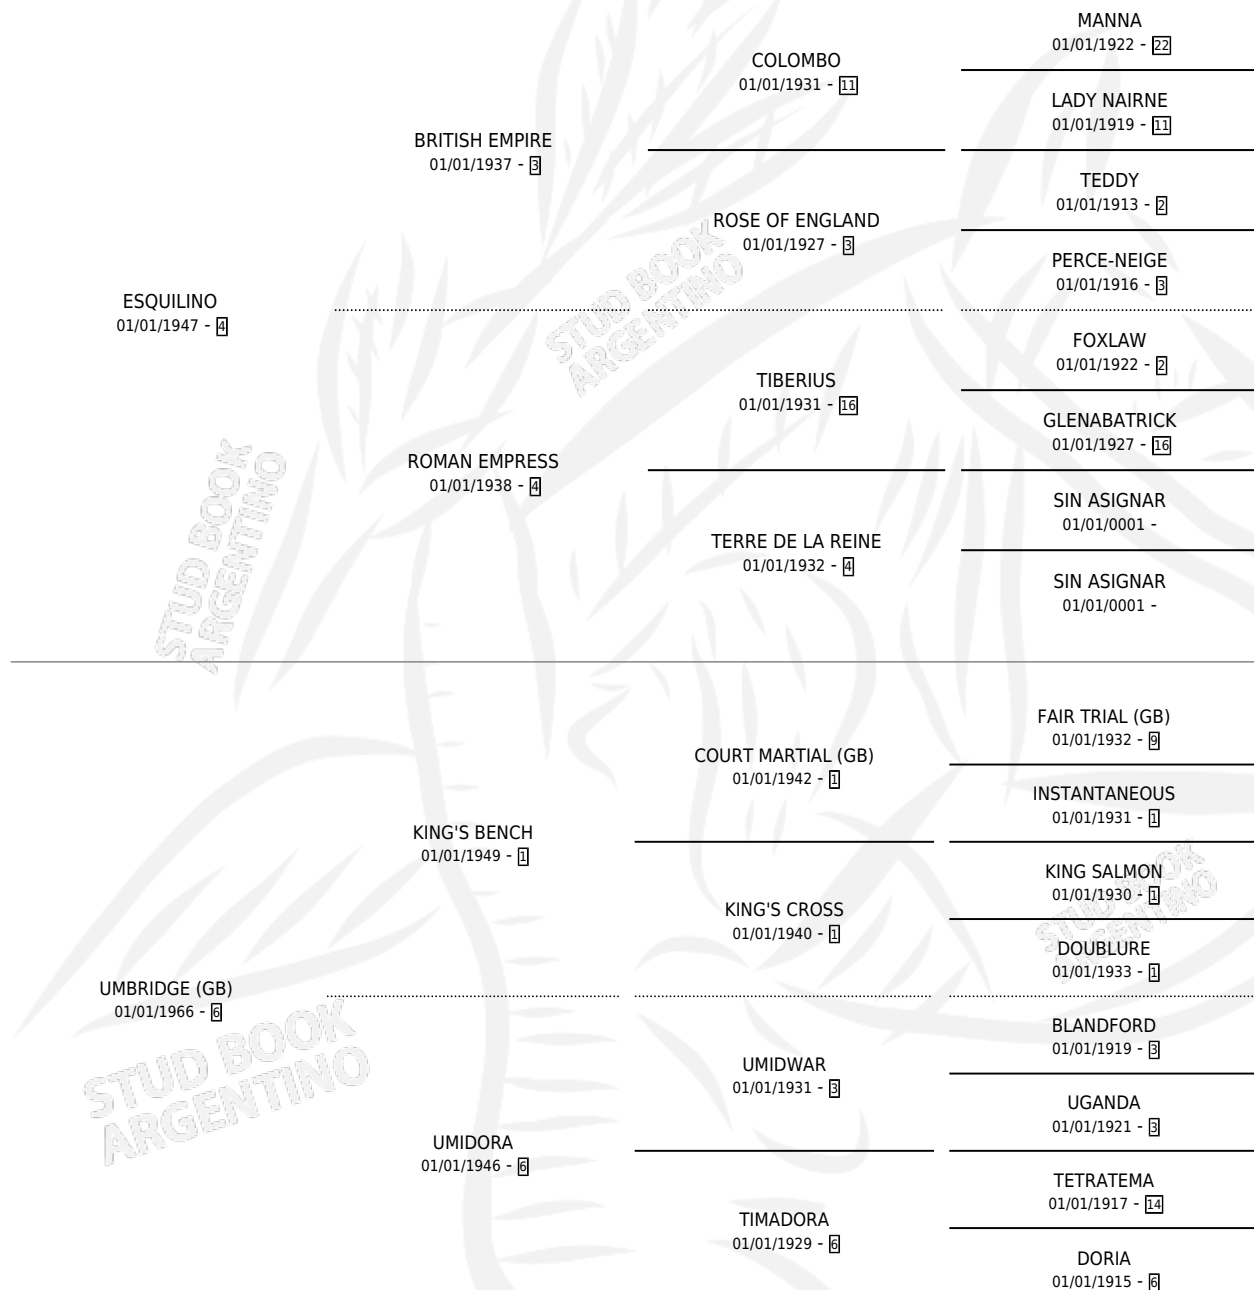 MANNA
01/01/1922 - 22
COLOMBO
01/01/1931 - 11
LADY NAIRNE
01/01/1919 - 11
BRITISH EMPIRE
01/01/1937 - 3
TEDDY
01/01/1913 - 2
ROSE OF ENGLAND
01/01/1927 - 3
PERCE-NEIGE
01/01/1916 - 3
ESQUILINO
01/01/1947 - 4
FOXLAW
01/01/1922 - 2
TIBERIUS
01/01/1931 - 16
GLENABATRICK
01/01/1927 - 16
ROMAN EMPRESS
01/01/1938 - 4
SIN ASIGNAR
01/01/0001 -
TERRE DE LA REINE
01/01/1932 - 4
SIN ASIGNAR
01/01/0001 -
FAIR TRIAL (GB)
01/01/1932 - 9
COURT MARTIAL (GB)
01/01/1942 - 1
INSTANTANEOUS
01/01/1931 - 1
KING'S BENCH
01/01/1949 - 1
KING SALMON
01/01/1930 - 1
KING'S CROSS
01/01/1940 - 1
DOUBLURE
01/01/1933 - 1
UMBRIDGE (GB)
01/01/1966 - 6
BLANDFORD
01/01/1919 - 3
UMIDWAR
01/01/1931 - 3
UGANDA
01/01/1921 - 3
UMIDORA
01/01/1946 - 6
TETRATEMA
01/01/1917 - 14
TIMADORA
01/01/1929 - 6
DORIA
01/01/1915 - 6
STUD BOOK
ARGENTINO
STUD BOOK
ARGENTINO
STUD BOOK
ARGENTINO
STUD BOOK
ARGENTINO